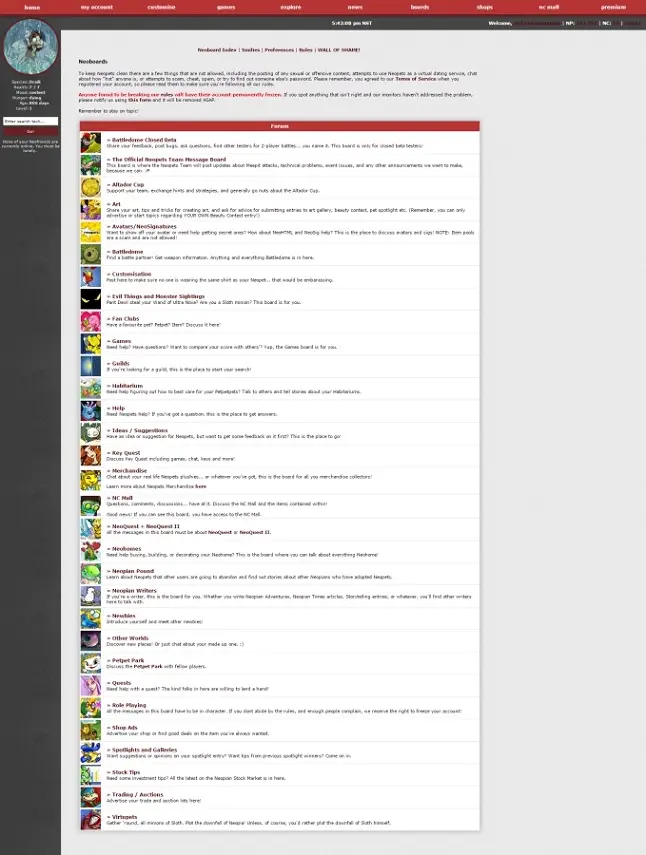 home my account customise games explore news boards shops nc mall premium
5:43:08 pm NST
Welcome, | NP: | NC: |
Neoboard Index | Smilies | Preferences | Rules | WALL OF SHAME!
Neoboards
To keep Neopets clean there are a few things that are not allowed, including the posting of any sexual or offensive content, attempts to use Neopets as a virtual dating service, chat
about how "hot" anyone is, or attempts to scam, cheat, spam, or try to find out someone else's password. Please remember, you agreed to our Terms of Service when you
registered your account, so please read them to make sure you're following all our rules.
Anyone found to be breaking our rules will have their account permanently frozen. If you spot anything that isn't right and our monitors haven't addressed the problem,
please notify us using this form and it will be removed ASAP.
Remember to stay on topic!
Species:
Health:
Mood: content
Hunger: dying
Age: days
Level:
Enter search text...
Go!
None of your Neofriends are
currently online. You must be
lonely.
Forum
» Battledome Closed Beta
Share your feedback, post bugs, ask questions, find other testers for 2-player battles... you name it. This board is only for closed beta testers!
» The Official Neopets Team Message Board
This board is where the Neopets Team will post updates about Meepit attacks, technical problems, event issues, and any other announcements we want to make,
because we can. :P
» Altador Cup
Support your team, exchange hints and strategies, and generally go nuts about the Altador Cup.
» Art
Share your art, tips and tricks for creating art, and ask for advice for submitting entries to art gallery, beauty contest, pet spotlight etc. (Remember, you can only
advertise or start topics regarding YOUR OWN Beauty Contest entry!)
» Avatars/NeoSignatures
Want to show off your avatar or need help getting secret ones? How about NeoHTML and NeoSig help? This is the place to discuss avatars and sigs! NOTE: Item pools
are a scam and are not allowed!
» Battledome
Find a battle partner! Get weapon information. Anything and everything Battledome is in here.
» Customisation
Post here to make sure no one is wearing the same shirt as your Neopet... that would be embarassing.
» Evil Things and Monster Sightings
Pant Devil steal your Wand of Ultra Nova? Are you a Sloth minion? This board is for you.
» Fan Clubs
Have a favourite pet? Petpet? Item? Discuss it here!
» Games
Need help? Have questions? Want to compare your score with others'? Yup, the Games board is for you.
» Guilds
If you're looking for a guild, this is the place to start your search!
» Habitarium
Need help figuring out how to best care for your Petpetpets? Talk to others and tell stories about your Habitariums.
» Help
Need Neopets help? If you've got a question, this is the place to get answers.
» Ideas / Suggestions
Have an idea or suggestion for Neopets, but want to get some feedback on it first? This is the place to go!
» Key Quest
Discuss Key Quest including games, chat, keys and more!
» Merchandise
Chat about your real life Neopets plushies... or whatever you've got, this is the board for all you merchandise collectors!
Learn more about Neopets Merchandise here
» NC Mall
Questions, comments, discussions... have at it. Discuss the NC Mall and the items contained within!
Good news! If you can see this board, you have access to the NC Mall.
» NeoQuest + NeoQuest II
all the messages in this board must be about NeoQuest or NeoQuest II.
» Neohomes
Need help buying, building, or decorating your Neohome? This is the board where you can talk about everything Neohome!
» Neopian Pound
Learn about Neopets that other users are going to abandon and find out stories about other Neopians who have adopted Neopets.
» Neopian Writers
If you're a writer, this is the board for you. Whether you write Neopian Adventures, Neopian Times articles, Storytelling entries, or whatever, you'll find other writers
here to talk with.
» Newbies
Introduce yourself and meet other newbies!
» Other Worlds
Discover new places! Or just chat about your made up one. :)
» Petpet Park
Discuss the Petpet Park with fellow players.
» Quests
Need help with a quest? The kind folks in here are willing to lend a hand!
» Role Playing
all the messages in this board have to be in character. If you dont abide by the rules, and enough people complain, we reserve the right to freeze your account!
» Shop Ads
Advertise your shop or find good deals on the item you've always wanted.
» Spotlights and Galleries
Want suggestions or opinions on your spotlight entry? Want tips from previous spotlight winners? Come on in.
» Stock Tips
Need some investment tips? All the latest on the Neopian Stock Market is in here.
» Trading / Auctions
Advertise your trade and auction lots here!
» Virtupets
Gather 'round, all minions of Sloth. Plot the downfall of Neopia! Unless, of course, you'd rather plot the downfall of Sloth himself.